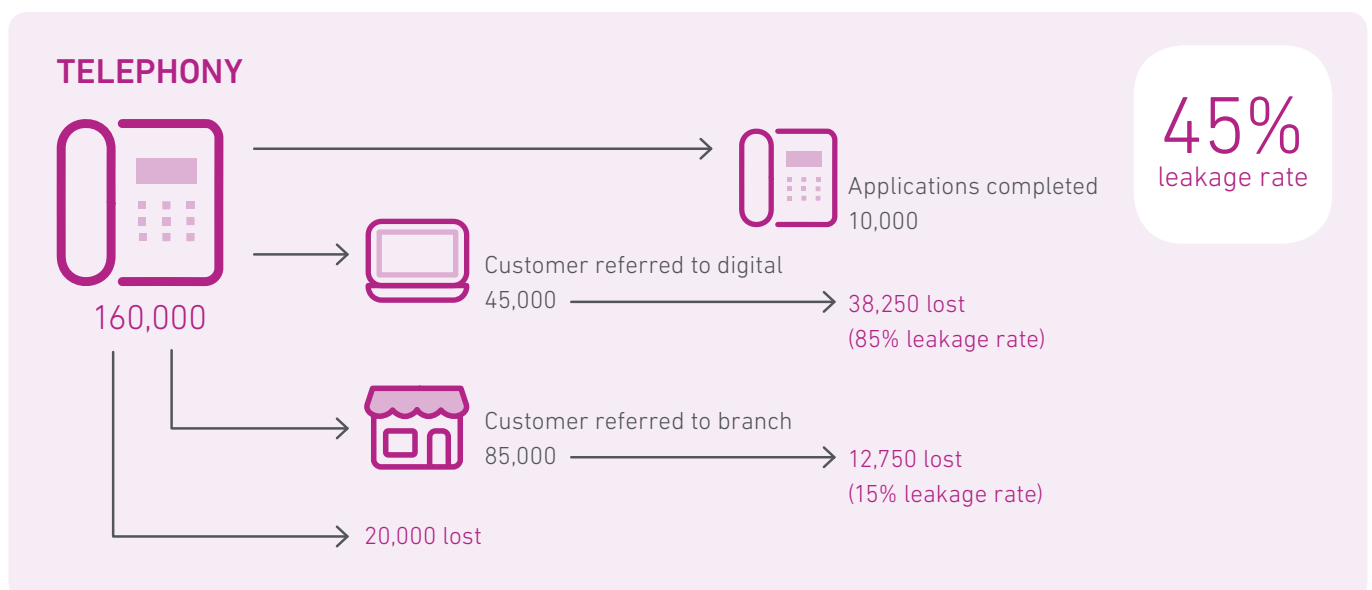 TELEPHONY
45%
leakage rate
Applications completed
10,000
Customer referred to digital
45,000
38,250 lost
(85% leakage rate)
160,000
Customer referred to branch
85,000
12,750 lost
(15% leakage rate)
20,000 lost